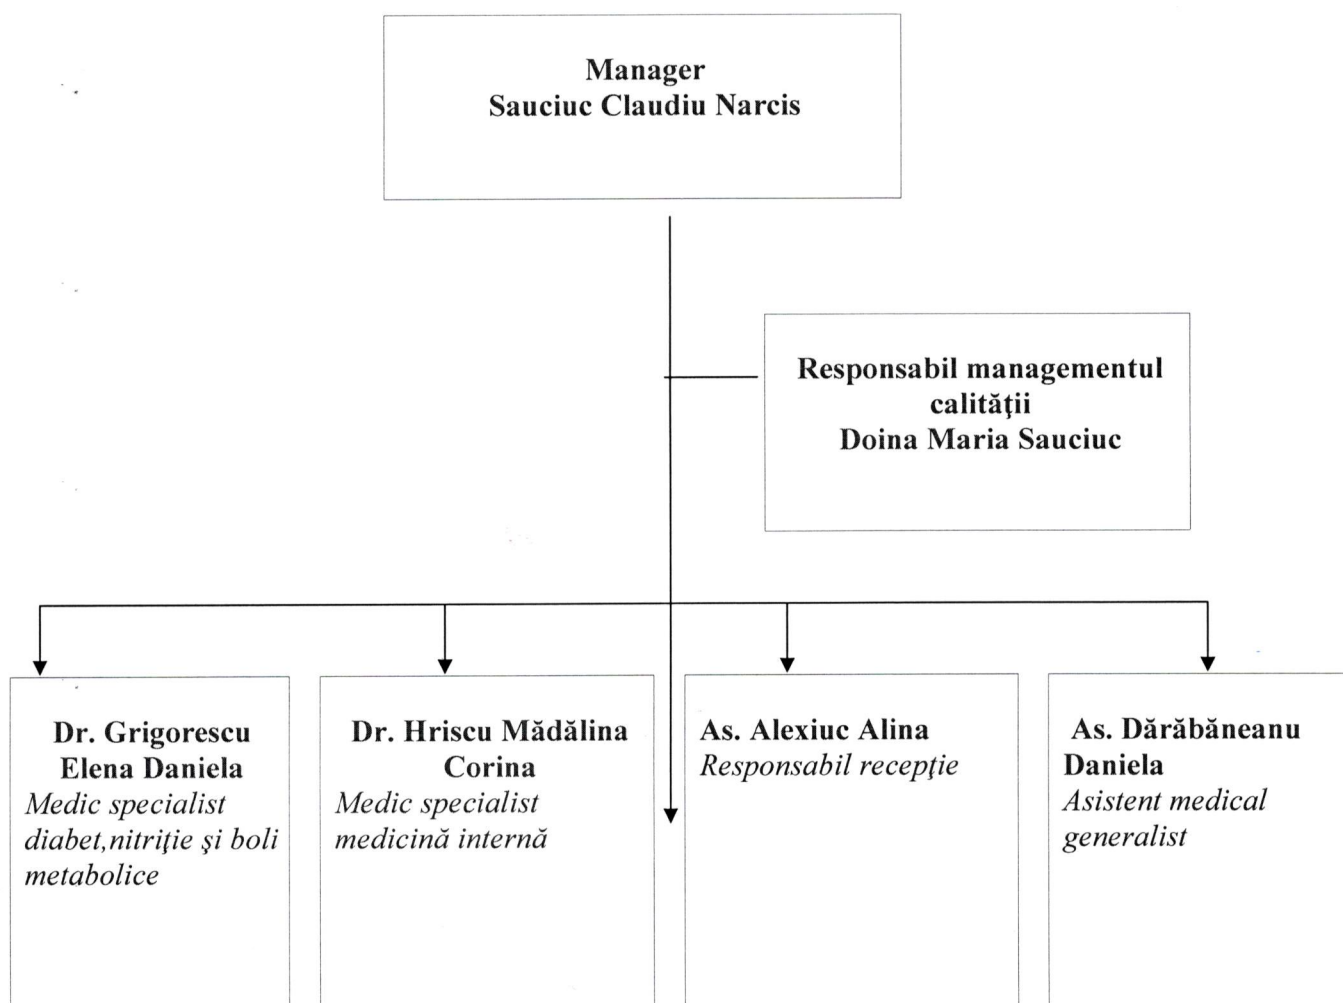 Manager
Sauciuc Claudiu Narcis
Responsabil managementul
calităţii
Doina Maria Sauciuc
Dr. Grigorescu
Elena Daniela
Medic specialist
diabet,nitriţie şi boli
metabolice
Dr. Hriscu Mădălina
Corina
Medic specialist
medicină internă
As. Alexiuc Alina
Responsabil recepţie
As. Dărăbăneanu
Daniela
Asistent medical
generalist